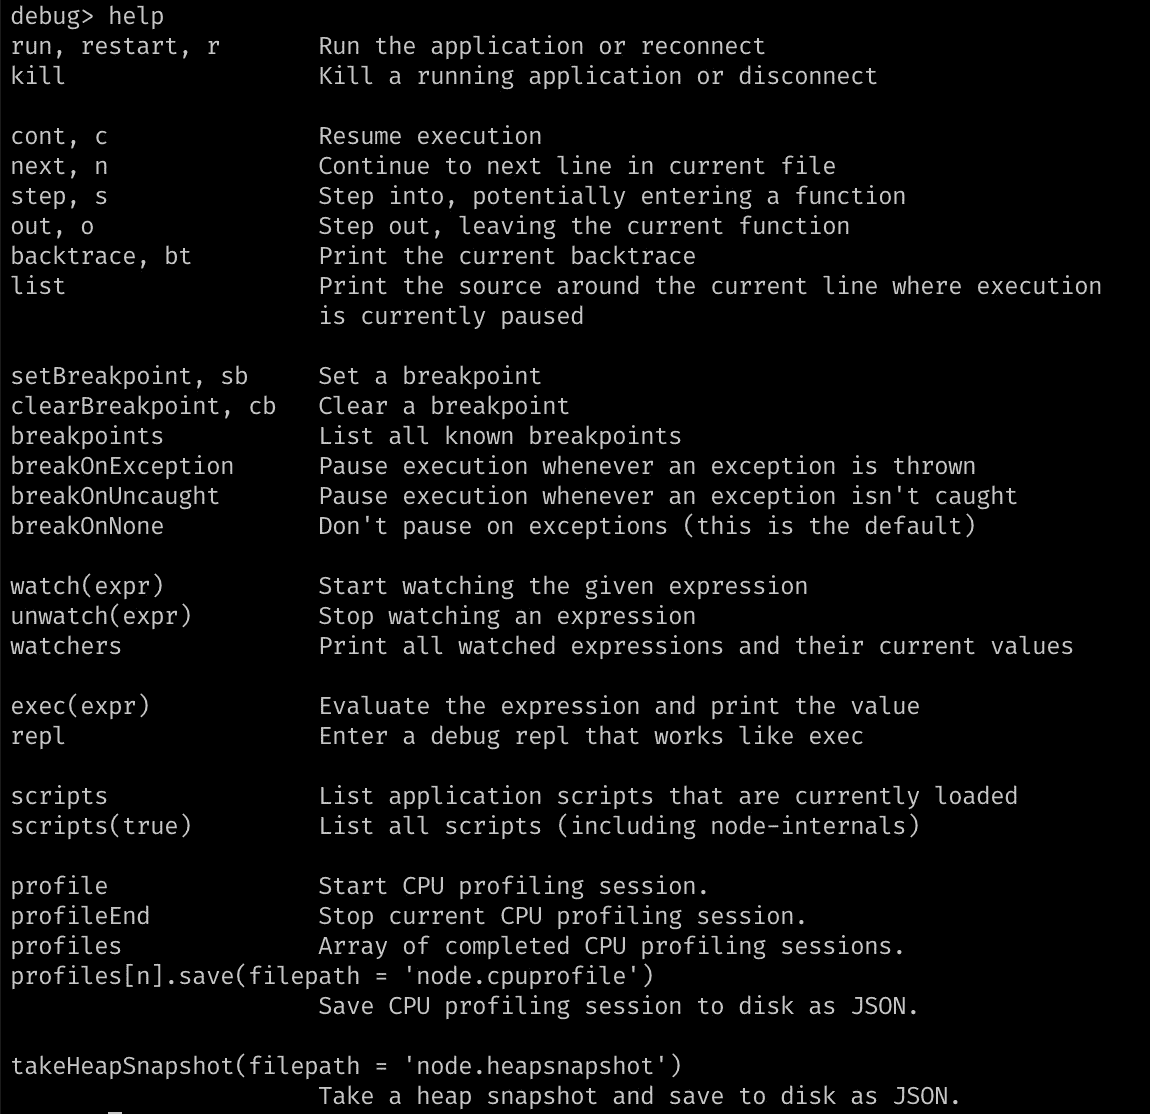 debug> help
run, restart, r       Run the application or reconnect
kill                  Kill a running application or disconnect

cont, c               Resume execution
next, n               Continue to next line in current file
step, s               Step into, potentially entering a function
out, o                Step out, leaving the current function
backtrace, bt         Print the current backtrace
list                  Print the source around the current line where execution
                      is currently paused

setBreakpoint, sb     Set a breakpoint
clearBreakpoint, cb   Clear a breakpoint
breakpoints           List all known breakpoints
breakOnException      Pause execution whenever an exception is thrown
breakOnUncaught       Pause execution whenever an exception isn't caught
breakOnNone           Don't pause on exceptions (this is the default)

watch(expr)           Start watching the given expression
unwatch(expr)         Stop watching an expression
watchers              Print all watched expressions and their current values

exec(expr)            Evaluate the expression and print the value
repl                  Enter a debug repl that works like exec

scripts               List application scripts that are currently loaded
scripts(true)         List all scripts (including node-internals)

profile               Start CPU profiling session.
profileEnd            Stop current CPU profiling session.
profiles              Array of completed CPU profiling sessions.
profiles[n].save(filepath = 'node.cpuprofile')
                      Save CPU profiling session to disk as JSON.

takeHeapSnapshot(filepath = 'node.heapsnapshot')
                      Take a heap snapshot and save to disk as JSON.